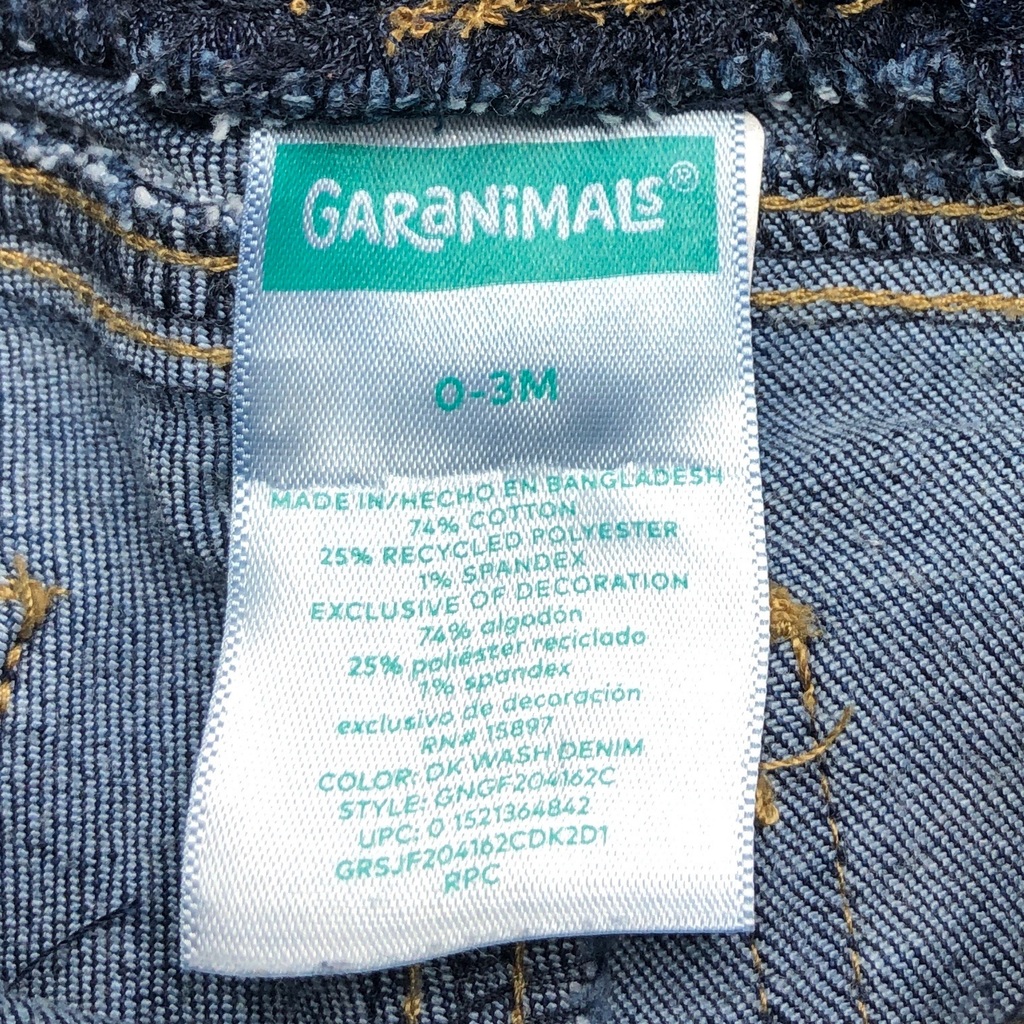 GARaNiMALS®
0-3M
MADE IN/HECHO EN BANGLADESH
74% COTTON
25% RECYCLED POLYESTER
1% SPANDEX
EXCLUSIVE OF DECORATION
74% algodón
25% poliéster reciclado
1% spandex
exclusivo de decoración
RN# 15897
COLOR: DK WASH DENIM
STYLE: GNGF204162C
UPC: 0 1521364842
GRSJF204162CDK2D1
RPC